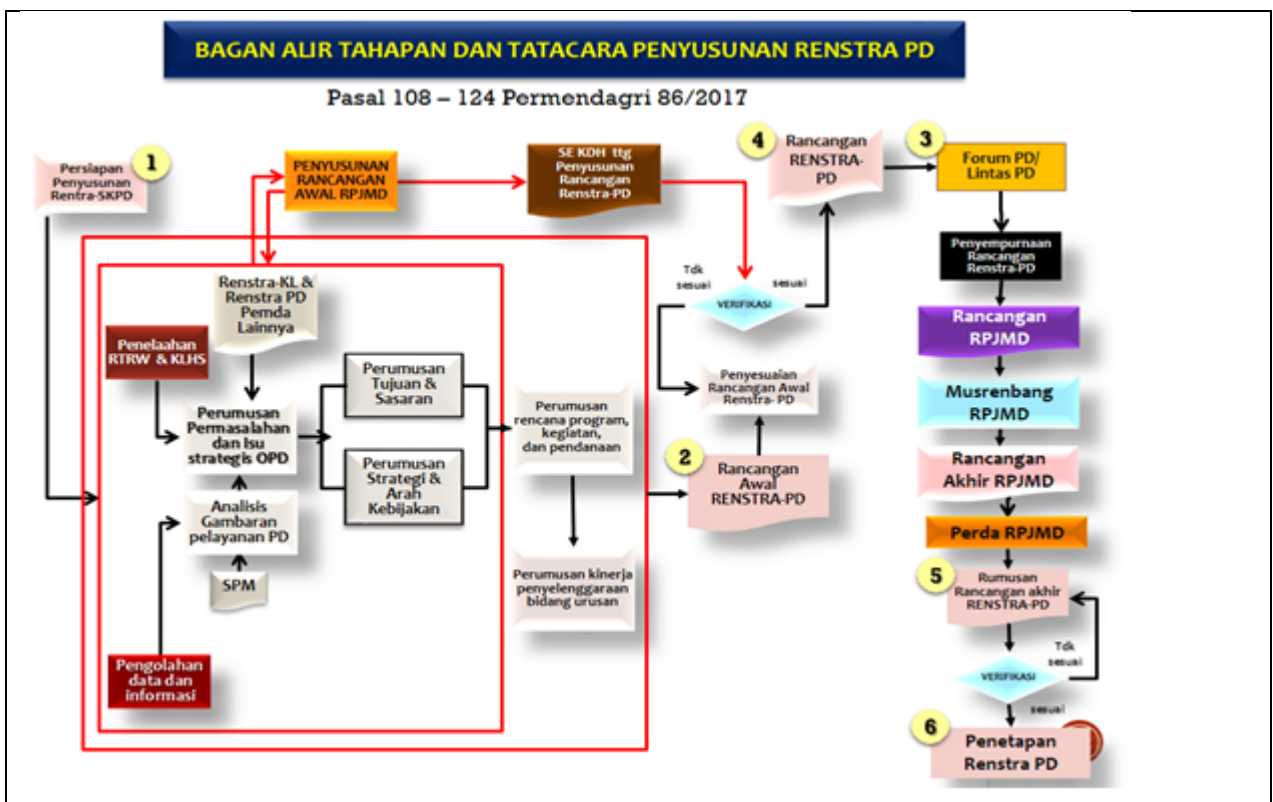 BAGAN ALIR TAHAPAN DAN TATACARA PENYUSUNAN RENSTRA PD
Pasal 108 – 124 Permendagri 86/2017
1
Persiapan
Penyusunan
Rentra-SKPD
PENYUSUNAN
RANCANGAN
AWAL RPJMD
SE KDH ttg
Penyusunan
Rancangan
Renstra-PD
4
Rancangan
RENSTRA-
PD
3
Forum PD/
Lintas PD
Penyempurnaan
Rancangan
Renstra-PD
Renstra-KL &
Renstra PD
Pemda
Lainnya
Penelaahan
RTRW & KLHS
Perumusan
Permasalahan
dan Isu
strategis OPD
Analisis
Gambaran
pelayanan PD
SPM
Pengolahan
data dan
informasi
Perumusan
Tujuan &
Sasaran
Perumusan
Strategi &
Arah
Kebijakan
Perumusan
rencana program,
kegiatan,
dan pendanaan
Perumusan kinerja
penyelenggaraan
bidang urusan
Tdk
sesuai
sesuai
VERIFIKASI
Penyesuaian
Rancangan Awal
Renstra- PD
2
Rancangan
Awal
RENSTRA-PD
Rancangan
RPJMD
Musrenbang
RPJMD
Rancangan
Akhir RPJMD
Perda RPJMD
5
Rumusan
Rancangan akhir
RENSTRA-PD
Tdk
sesuai
VERIFIKASI
sesuai
6
Penetapan
Renstra PD